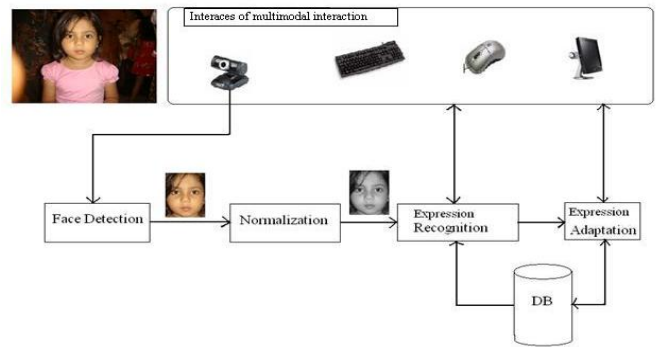 Interaces of multimodal interaction
Face Detection
Normalization
Expression
Recognition
Expression
Adaptation
DB